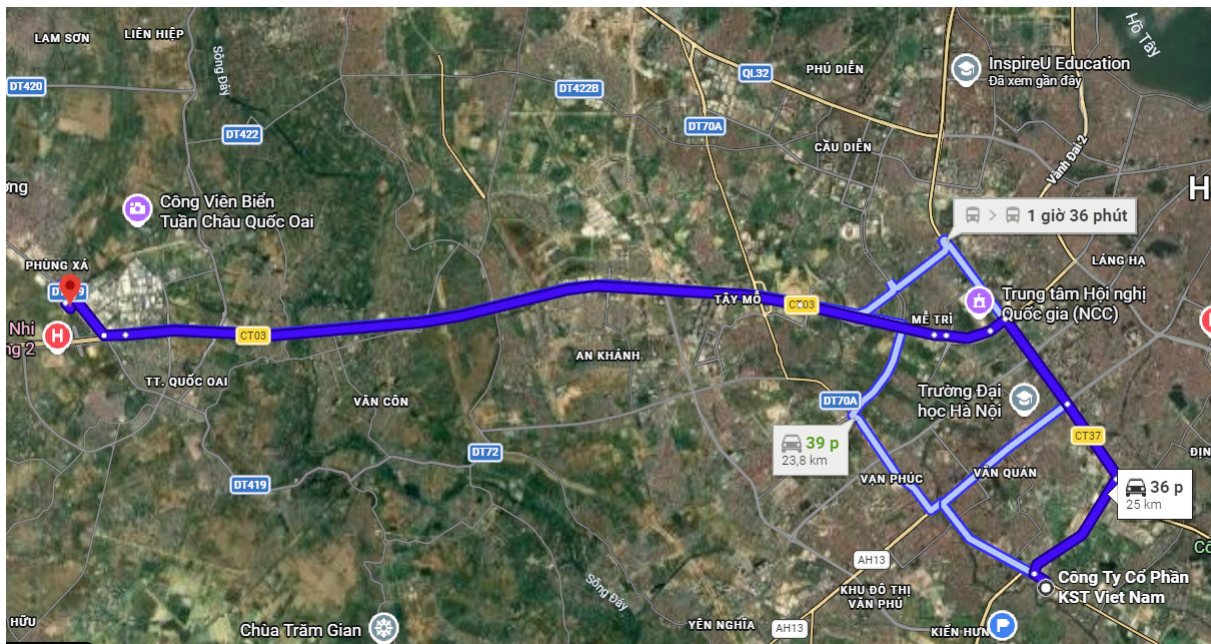 LAM SƠN
LIÊN HIỆP
Sông Đáy
DT420
DT422
DT422B
QL32
PHÚ DIỄN
InspireU Education
Đã xem gần đây
Hồ Tây
DT70A
CẦU DIỄN
Vành Đai 2
Công Viên Biển
Tuần Châu Quốc Oai
1 giờ 36 phút
LÁNG HẠ
PHÙNG XÁ
TÂY MỖ
CT03
MỄ TRÌ
Trung tâm Hội nghị
Quốc gia (NCC)
Nhi
CT03
AN KHÁNH
TT. QUỐC OAI
VÂN CÔN
DT70A
Trường Đại
học Hà Nội
39 p
23,8 km
CT37
DT72
VẠN PHÚC
VĂN QUÁN
DT419
36 p
25 km
AH13
Công Ty Cổ Phần
KST Viet Nam
KHU ĐÔ THỊ
VĂN PHÚ
Sông Đáy
HỮU
Chùa Trăm Gian
YÊN NGHĨA
AH13
KIẾN HƯN
P